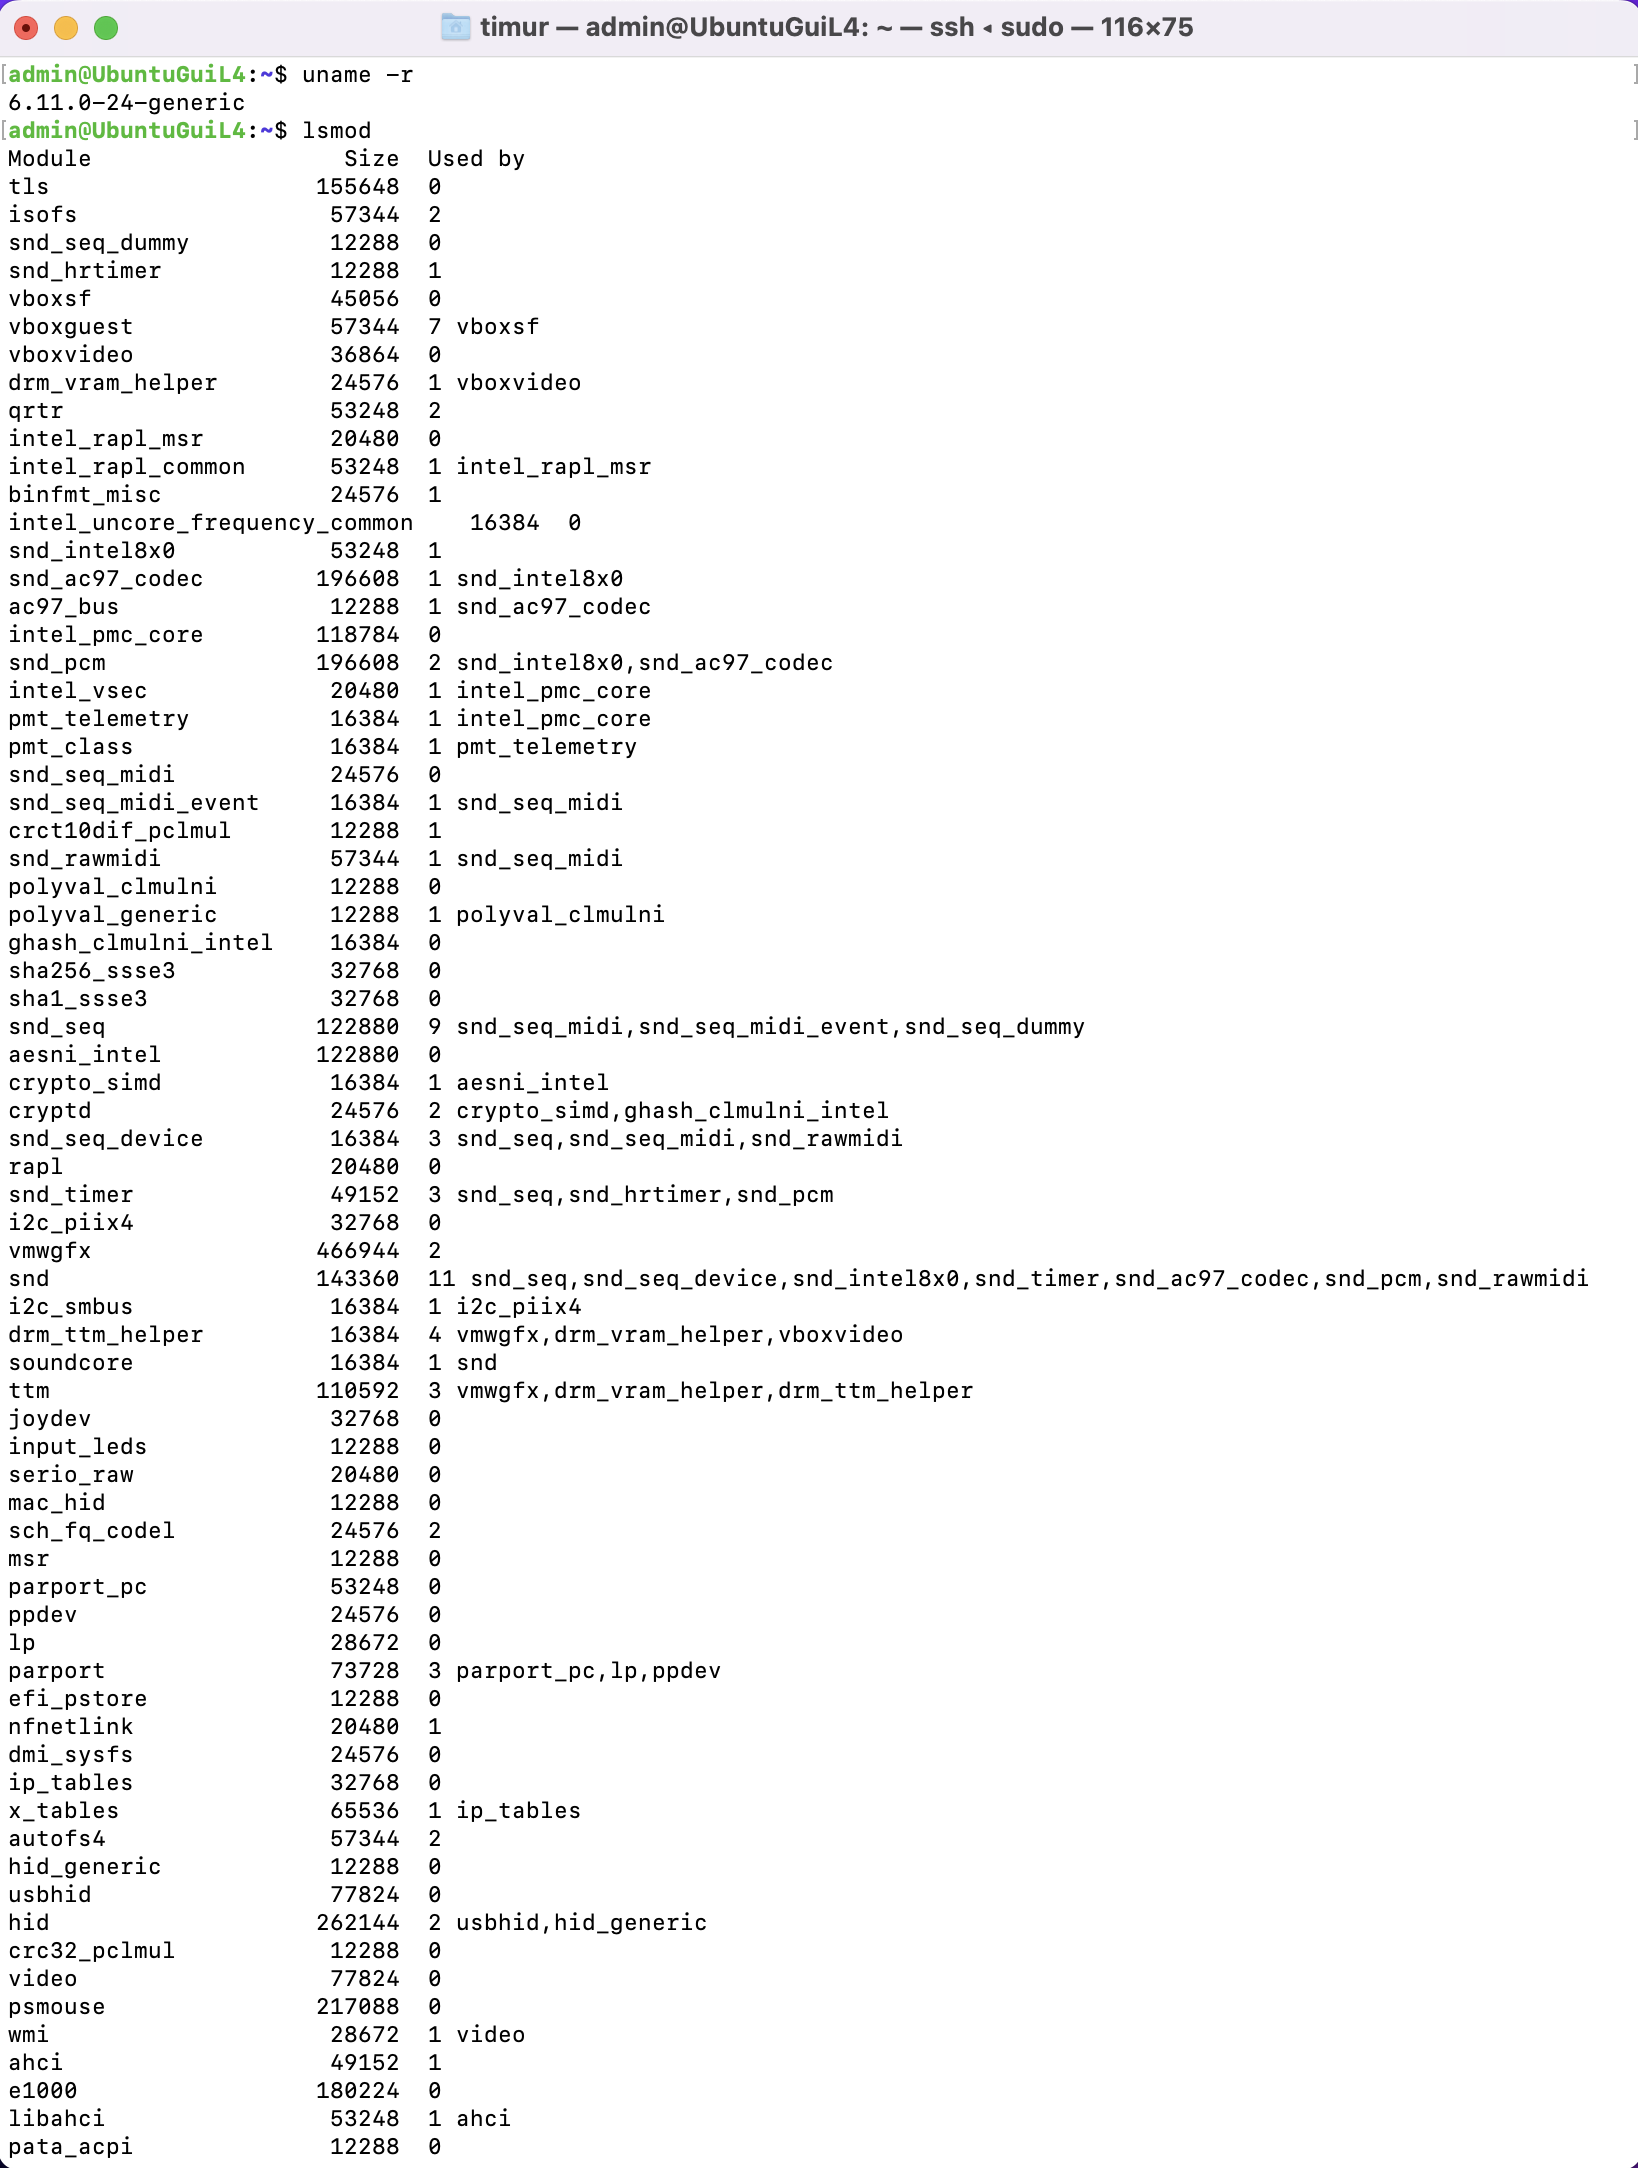 timur — admin@UbuntuGuiL4: ~ — ssh ◂ sudo — 116×75
[admin@UbuntuGuiL4:~$ uname -r ]
6.11.0-24-generic
[admin@UbuntuGuiL4:~$ lsmod ]
Module                  Size  Used by
tls                   155648  0
isofs                  57344  2
snd_seq_dummy          12288  0
snd_hrtimer            12288  1
vboxsf                 45056  0
vboxguest              57344  7 vboxsf
vboxvideo              36864  0
drm_vram_helper        24576  1 vboxvideo
qrtr                   53248  2
intel_rapl_msr         20480  0
intel_rapl_common      53248  1 intel_rapl_msr
binfmt_misc            24576  1
intel_uncore_frequency_common    16384  0
snd_intel8x0           53248  1
snd_ac97_codec        196608  1 snd_intel8x0
ac97_bus               12288  1 snd_ac97_codec
intel_pmc_core        118784  0
snd_pcm               196608  2 snd_intel8x0,snd_ac97_codec
intel_vsec             20480  1 intel_pmc_core
pmt_telemetry          16384  1 intel_pmc_core
pmt_class              16384  1 pmt_telemetry
snd_seq_midi           24576  0
snd_seq_midi_event     16384  1 snd_seq_midi
crct10dif_pclmul       12288  1
snd_rawmidi            57344  1 snd_seq_midi
polyval_clmulni        12288  0
polyval_generic        12288  1 polyval_clmulni
ghash_clmulni_intel    16384  0
sha256_ssse3           32768  0
sha1_ssse3             32768  0
snd_seq               122880  9 snd_seq_midi,snd_seq_midi_event,snd_seq_dummy
aesni_intel           122880  0
crypto_simd            16384  1 aesni_intel
cryptd                 24576  2 crypto_simd,ghash_clmulni_intel
snd_seq_device         16384  3 snd_seq,snd_seq_midi,snd_rawmidi
rapl                   20480  0
snd_timer              49152  3 snd_seq,snd_hrtimer,snd_pcm
i2c_piix4              32768  0
vmwgfx                466944  2
snd                   143360  11 snd_seq,snd_seq_device,snd_intel8x0,snd_timer,snd_ac97_codec,snd_pcm,snd_rawmidi
i2c_smbus              16384  1 i2c_piix4
drm_ttm_helper         16384  4 vmwgfx,drm_vram_helper,vboxvideo
soundcore              16384  1 snd
ttm                   110592  3 vmwgfx,drm_vram_helper,drm_ttm_helper
joydev                 32768  0
input_leds             12288  0
serio_raw              20480  0
mac_hid                12288  0
sch_fq_codel           24576  2
msr                    12288  0
parport_pc             53248  0
ppdev                  24576  0
lp                     28672  0
parport                73728  3 parport_pc,lp,ppdev
efi_pstore             12288  0
nfnetlink              20480  1
dmi_sysfs              24576  0
ip_tables              32768  0
x_tables               65536  1 ip_tables
autofs4                57344  2
hid_generic            12288  0
usbhid                 77824  0
hid                   262144  2 usbhid,hid_generic
crc32_pclmul           12288  0
video                  77824  0
psmouse               217088  0
wmi                    28672  1 video
ahci                   49152  1
e1000                 180224  0
libahci                53248  1 ahci
pata_acpi              12288  0